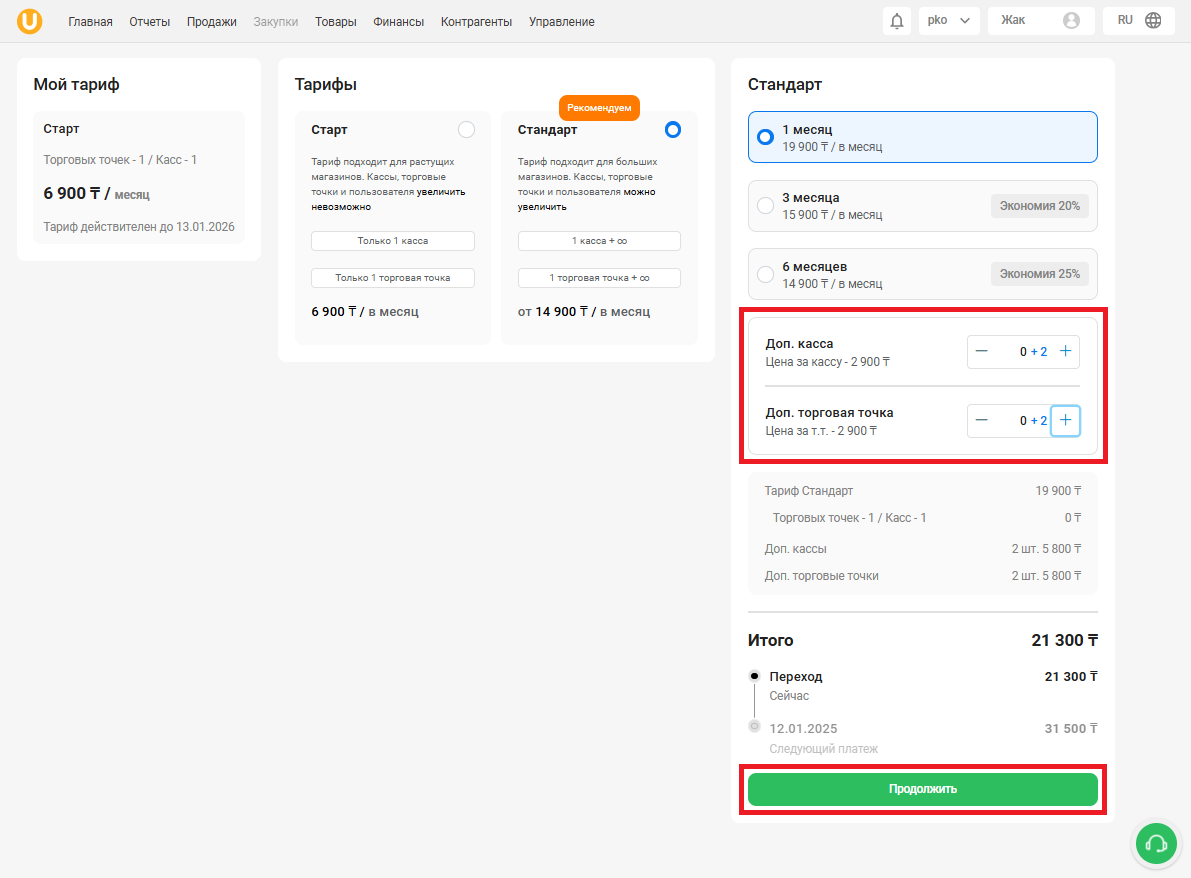 U
Главная Отчеты Продажи Закупки Товары Финансы Контрагенты Управление
pko
Жак
RU
Мой тариф
Старт
Торговых точек - 1 / Касс - 1
6 900 ₸ / месяц
Тариф действителен до 13.01.2026
Тарифы
Старт
Тариф подходит для растущих
магазинов. Кассы, торговые
точки и пользователя увеличить
невозможно
Только 1 касса
Только 1 торговая точка
6 900 ₸ / в месяц
Рекомендуем
Стандарт
Тариф подходит для больших
магазинов. Кассы, торговые
точки и пользователя можно
увеличить
1 касса + ∞
1 торговая точка + ∞
от 14 900 ₸ / в месяц
Стандарт
1 месяц
19 900 ₸ / в месяц
3 месяца
15 900 ₸ / в месяц
Экономия 20%
6 месяцев
14 900 ₸ / в месяц
Экономия 25%
Доп. касса
Цена за кассу - 2 900 ₸
— 0 + 2 +
Доп. торговая точка
Цена за т.т. - 2 900 ₸
— 0 + 2 +
Тариф Стандарт 19 900 ₸
Торговых точек - 1 / Касс - 1 0 ₸
Доп. кассы 2 шт. 5 800 ₸
Доп. торговые точки 2 шт. 5 800 ₸
Итого 21 300 ₸
Переход 21 300 ₸
Сейчас
12.01.2025 31 500 ₸
Следующий платеж
Продолжить